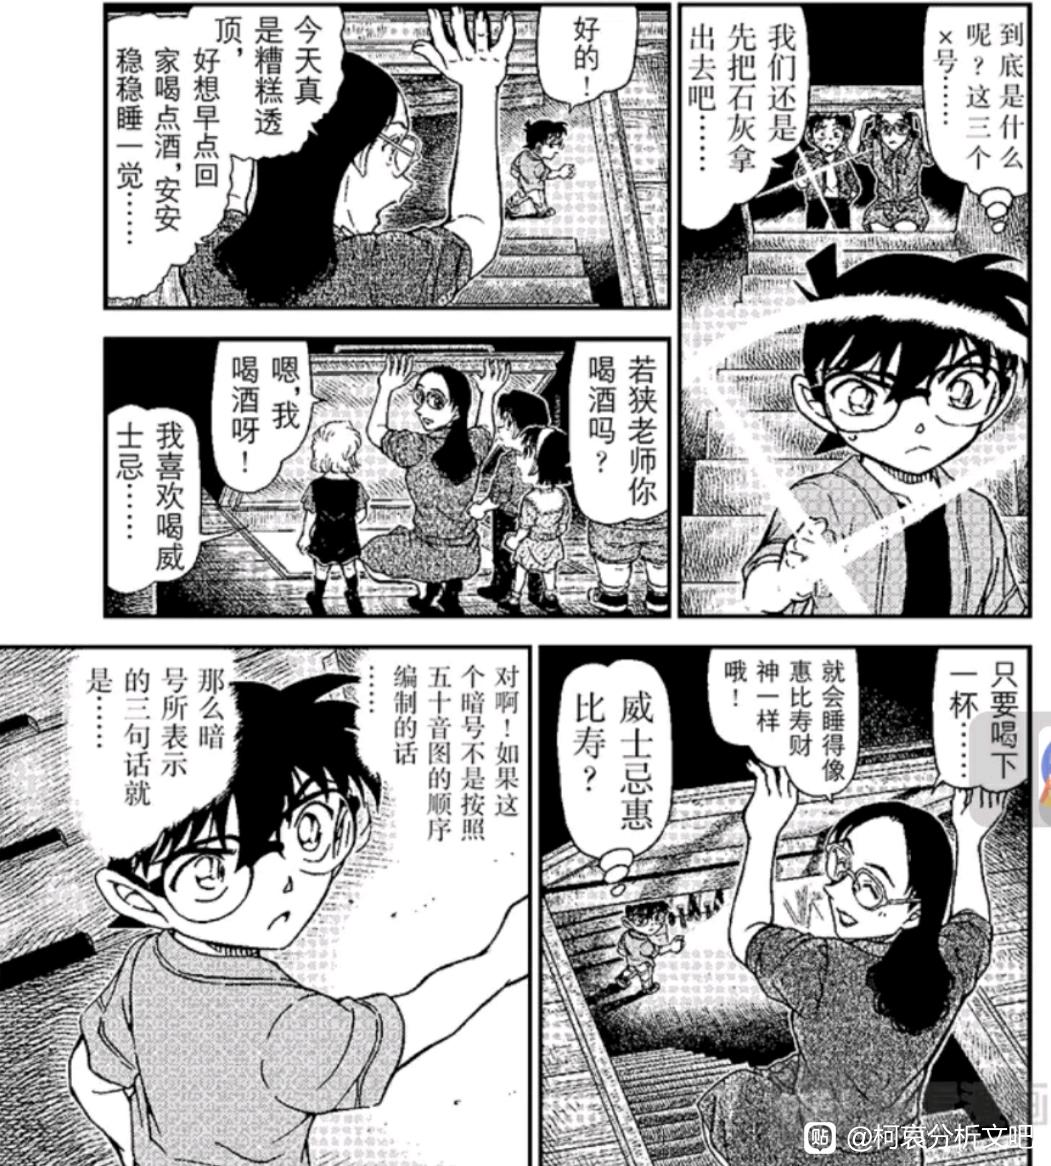 到底是什么
呢？这三个
×号……
我们还是
先把石灰拿
出去吧……
好的！
今天真
是糟糕透
顶，
好想早点回
家喝点酒，安安
稳稳睡一觉……
若狭老师你
喝酒吗？
嗯，我
喝酒呀！
我喜欢喝威
士忌……
只要喝下
一杯……
就会睡得像
惠比寿财
神一样
哦！
威士忌惠
比寿？
对啊！如果这
个暗号不是按照
五十音图的顺序
编制的话
……
那么暗
号所表示
的三句话就
是……
贴 @柯哀分析文吧